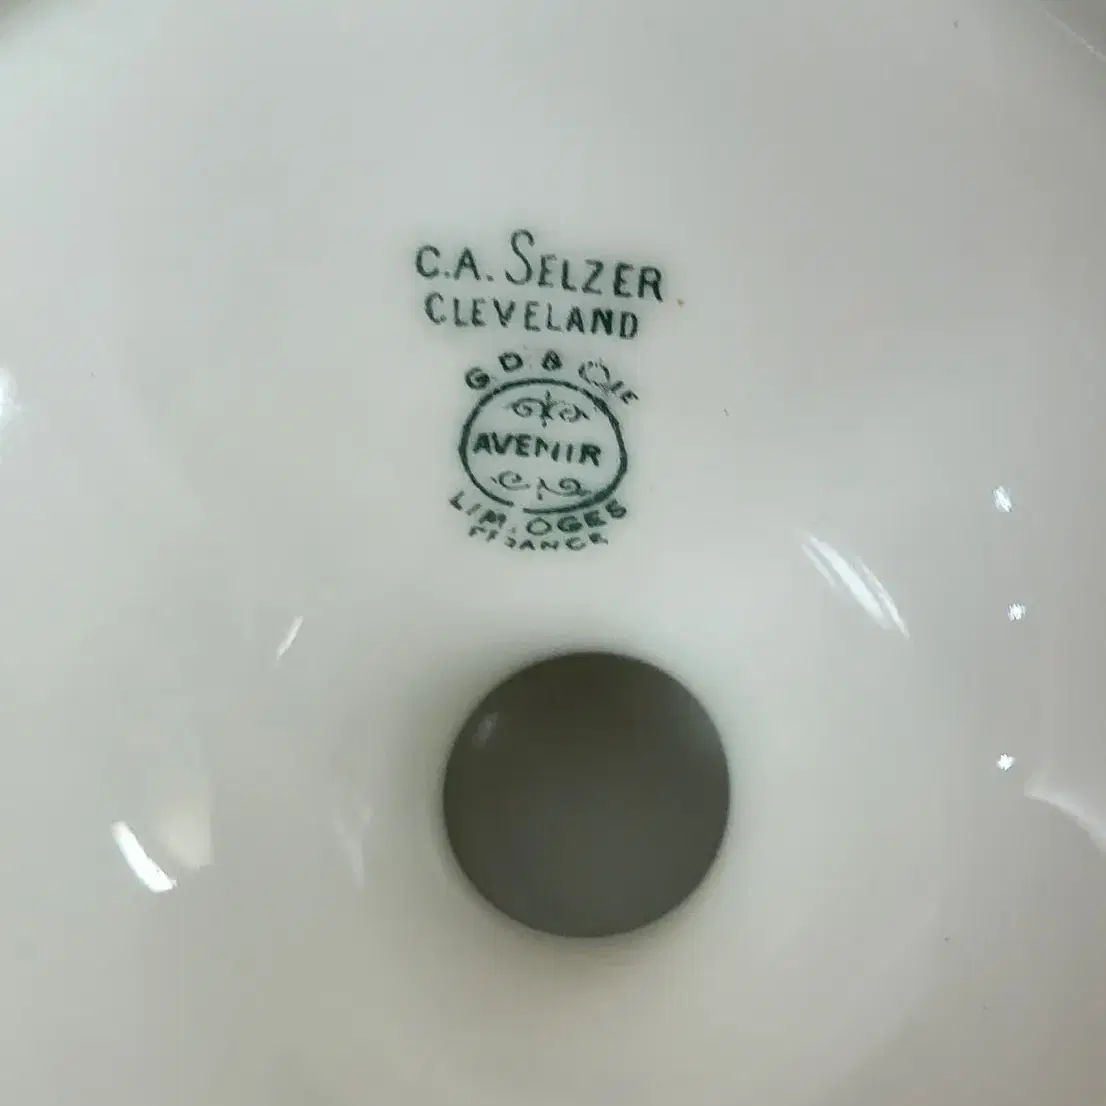 C.A. SELZER
CLEVELAND
G D & CIE
AVENIR
LIMOGES
FRANCE